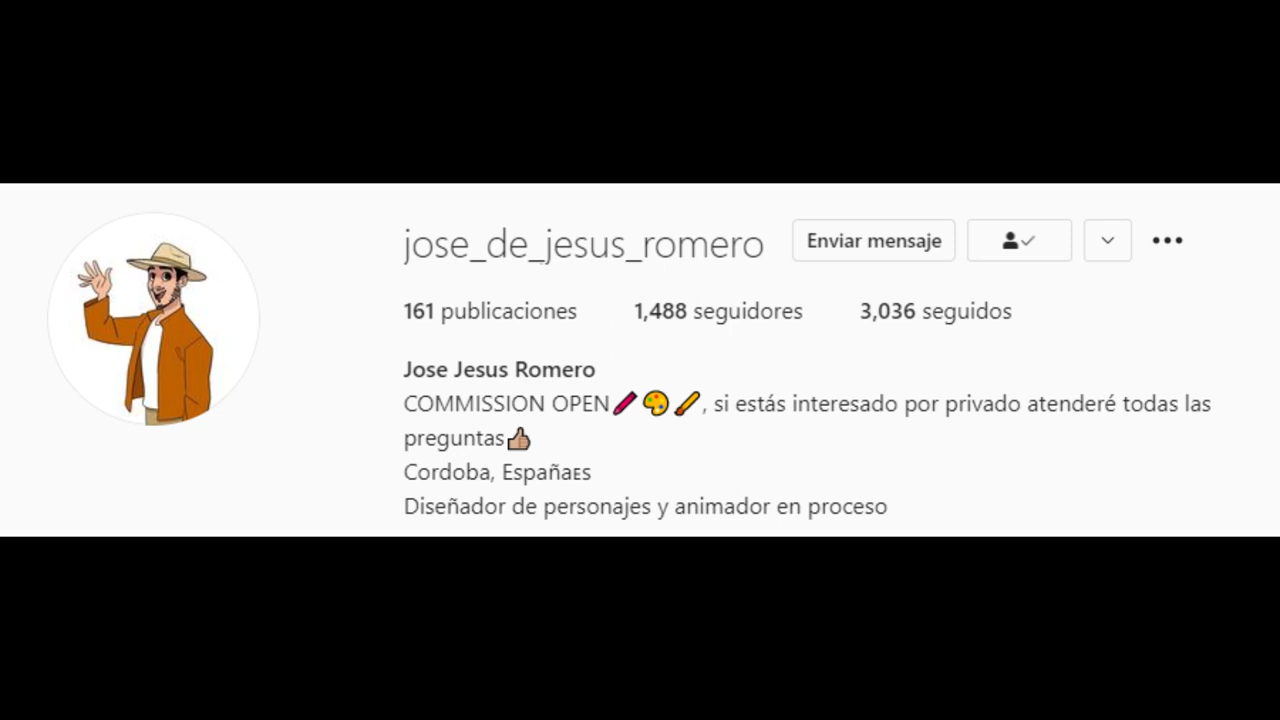 jose_de_jesus_romero Enviar mensaje
161 publicaciones 1,488 seguidores 3,036 seguidos
Jose Jesus Romero
COMMISSION OPEN🖍️🎨🖌️, si estás interesado por privado atenderé todas las
preguntas👍🏽
Cordoba, España🇪🇸
Diseñador de personajes y animador en proceso